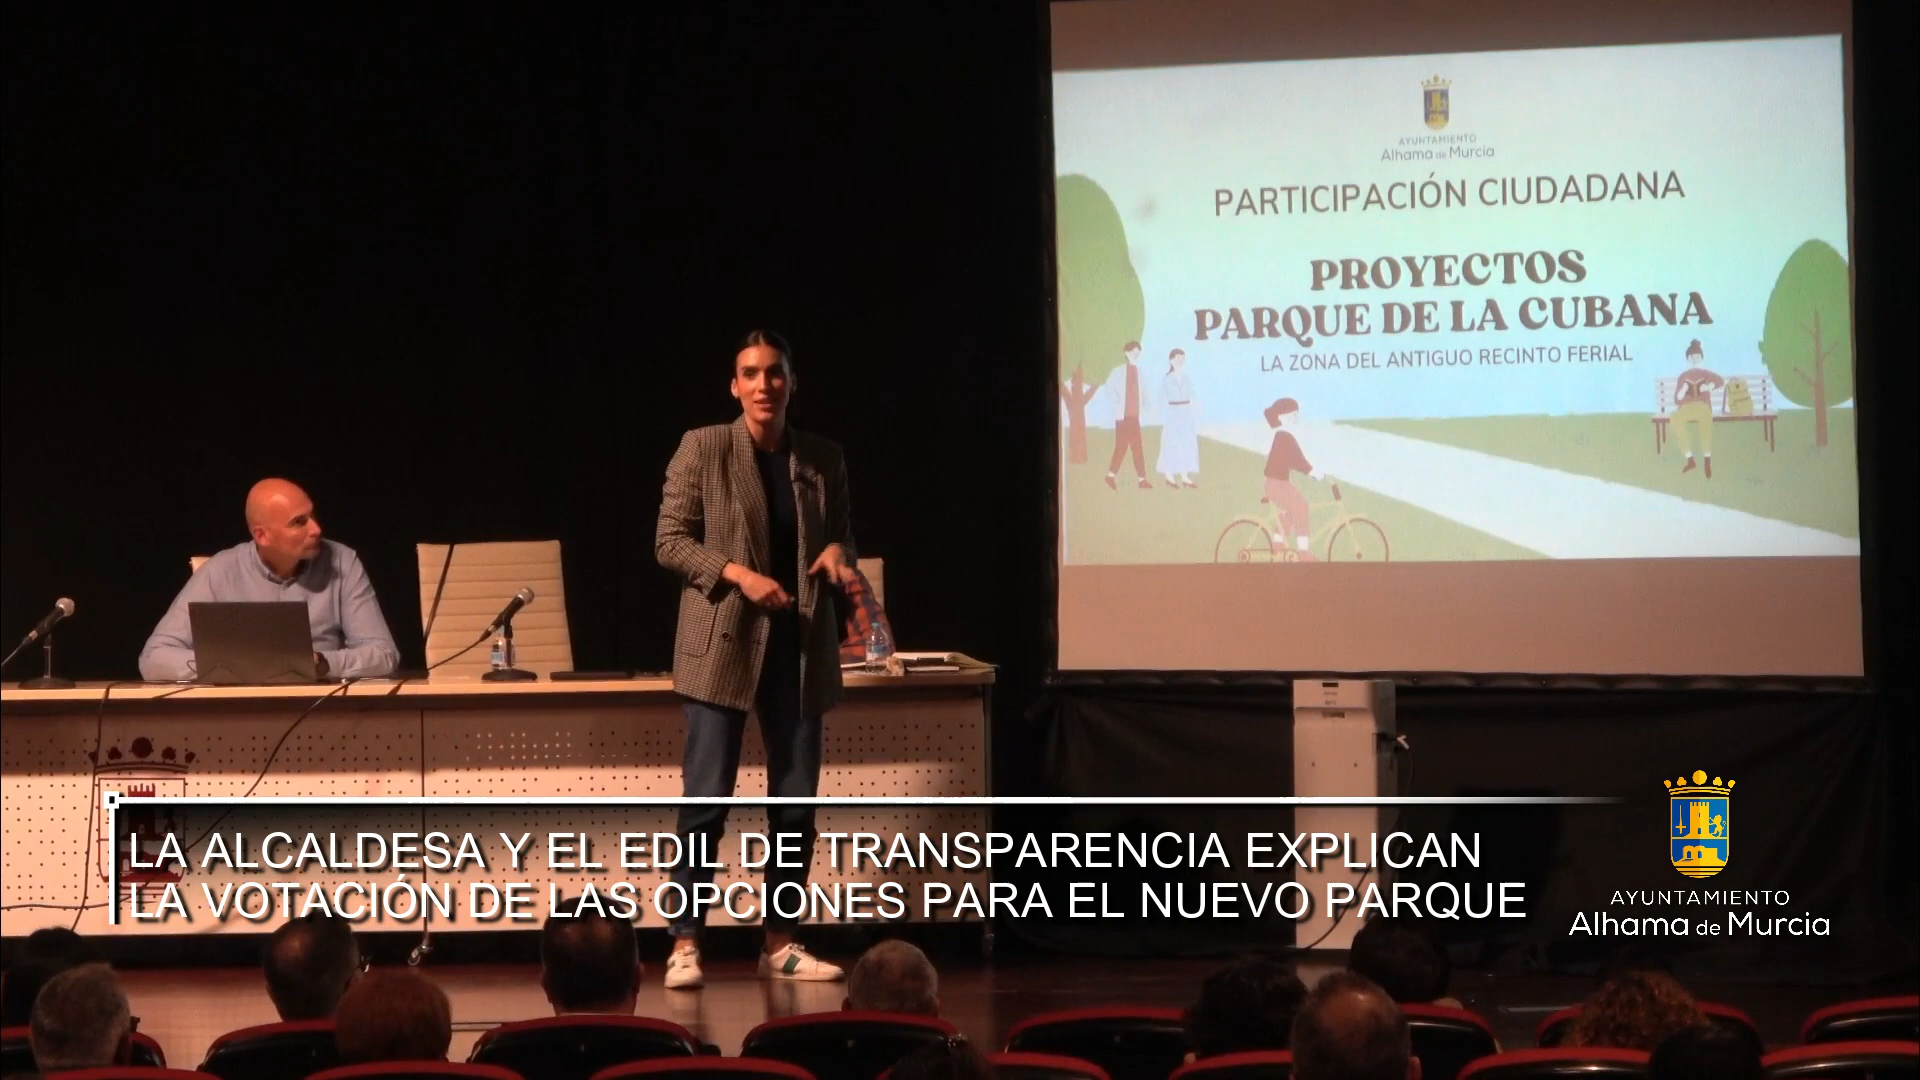 AYUNTAMIENTO
Alhama de Murcia
PARTICIPACIÓN CIUDADANA
PROYECTOS
PARQUE DE LA CUBANA
LA ZONA DEL ANTIGUO RECINTO FERIAL
LA ALCALDESA Y EL EDIL DE TRANSPARENCIA EXPLICAN
LA VOTACIÓN DE LAS OPCIONES PARA EL NUEVO PARQUE
AYUNTAMIENTO
Alhama de Murcia